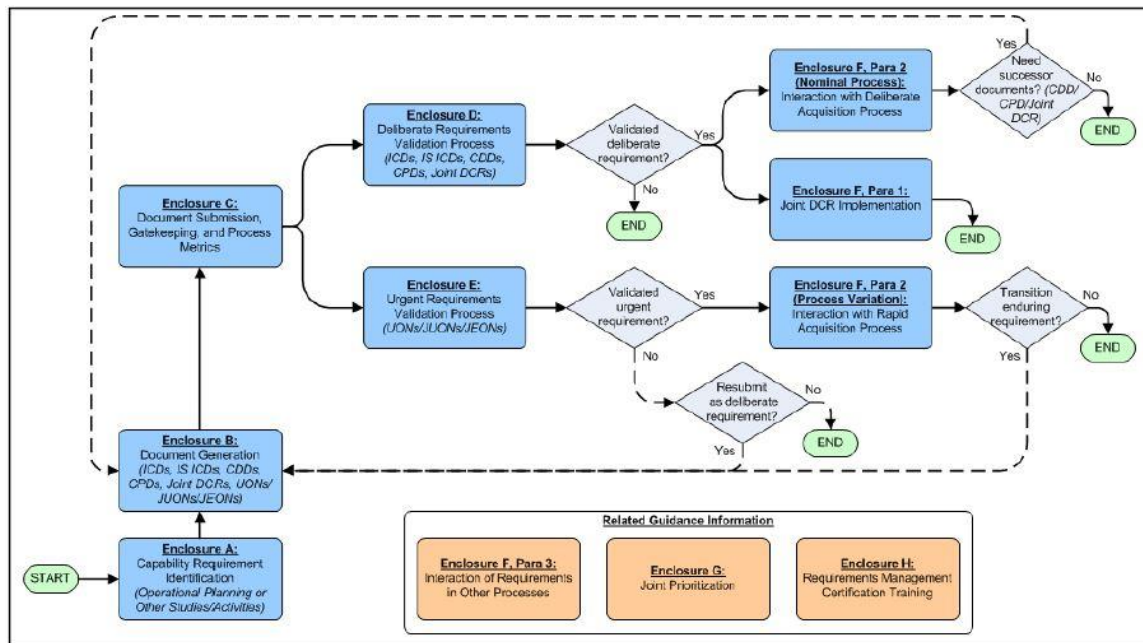 Yes
Enclosure F, Para 2
(Nominal Process):
Interaction with Deliberate
Acquisition Process
Need
successor
documents? (CDD/
CPD/Joint
DCR)
No
END
Enclosure D:
Deliberate Requirements
Validation Process
(ICDs, IS ICDs, CDDs,
CPDs, Joint DCRs)
Validated
deliberate
requirement?
Yes
No
END
Enclosure F, Para 1:
Joint DCR Implementation
END
Enclosure C:
Document Submission,
Gatekeeping, and Process
Metrics
Enclosure E:
Urgent Requirements
Validation Process
(UONs/JUONs/JEONs)
Validated
urgent
requirement?
Yes
No
Enclosure F, Para 2
(Process Variation):
Interaction with Rapid
Acquisition Process
Transition
enduring
requirement?
No
END
Yes
Resubmit
as deliberate
requirement?
No
END
Yes
Enclosure B:
Document Generation
(ICDs, IS ICDs, CDDs,
CPDs, Joint DCRs, UONs/
JUONs/JEONs)
START
Enclosure A:
Capability Requirement
Identification
(Operational Planning or
Other Studies/Activities)
Related Guidance Information
Enclosure F, Para 3:
Interaction of Requirements
in Other Processes
Enclosure G:
Joint Prioritization
Enclosure H:
Requirements Management
Certification Training